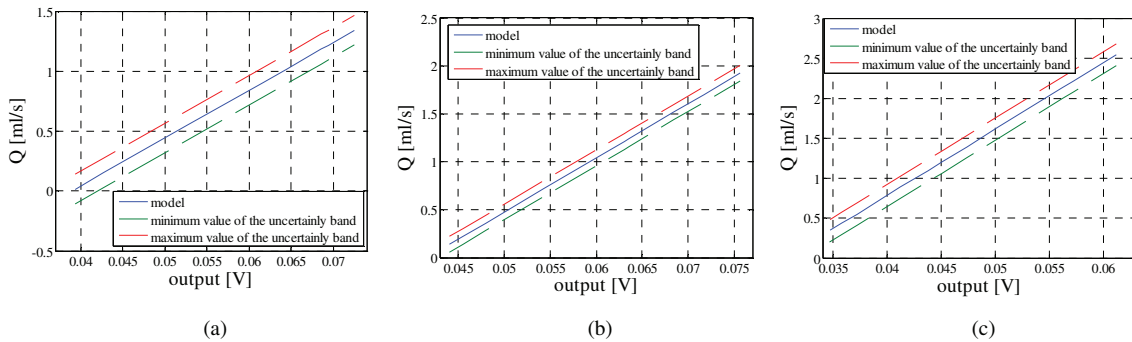 1.5
1
0.5
0
-0.5
Q [ml/s]
model
minimum value of the uncertainly band
maximum value of the uncertainly band
0.04 0.045 0.05 0.055 0.06 0.065 0.07
output [V]
(a)
2.5
2
1.5
1
0.5
0
Q [ml/s]
model
minimum value of the uncertainly band
maximum value of the uncertainly band
0.045 0.05 0.055 0.06 0.065 0.07 0.075
output [V]
(b)
3
2.5
2
1.5
1
0.5
0
Q [ml/s]
model
minimum value of the uncertainly band
maximum value of the uncertainly band
0.035 0.04 0.045 0.05 0.055 0.06
output [V]
(c)